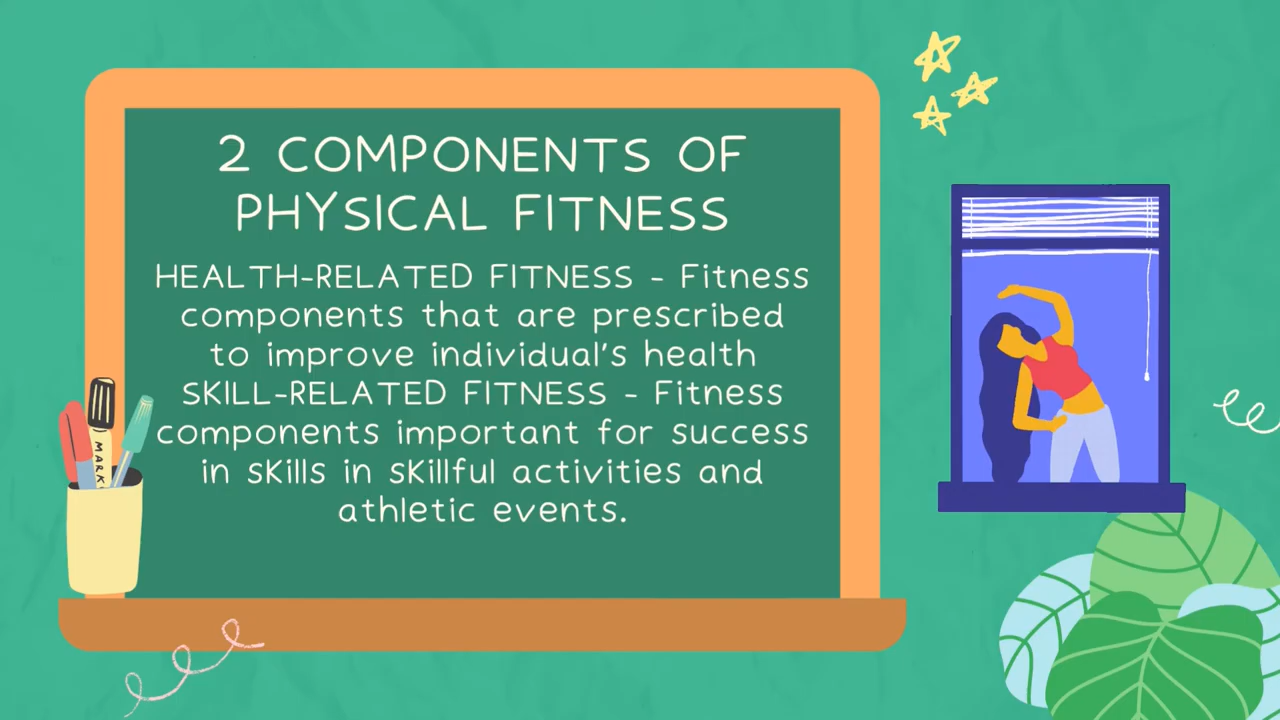 2 COMPONENTS OF
PHYSICAL FITNESS
HEALTH-RELATED FITNESS - Fitness
components that are prescribed
to improve individual's health
SKILL-RELATED FITNESS - Fitness
components important for success
in skills in skillful activities and
athletic events.
MARK